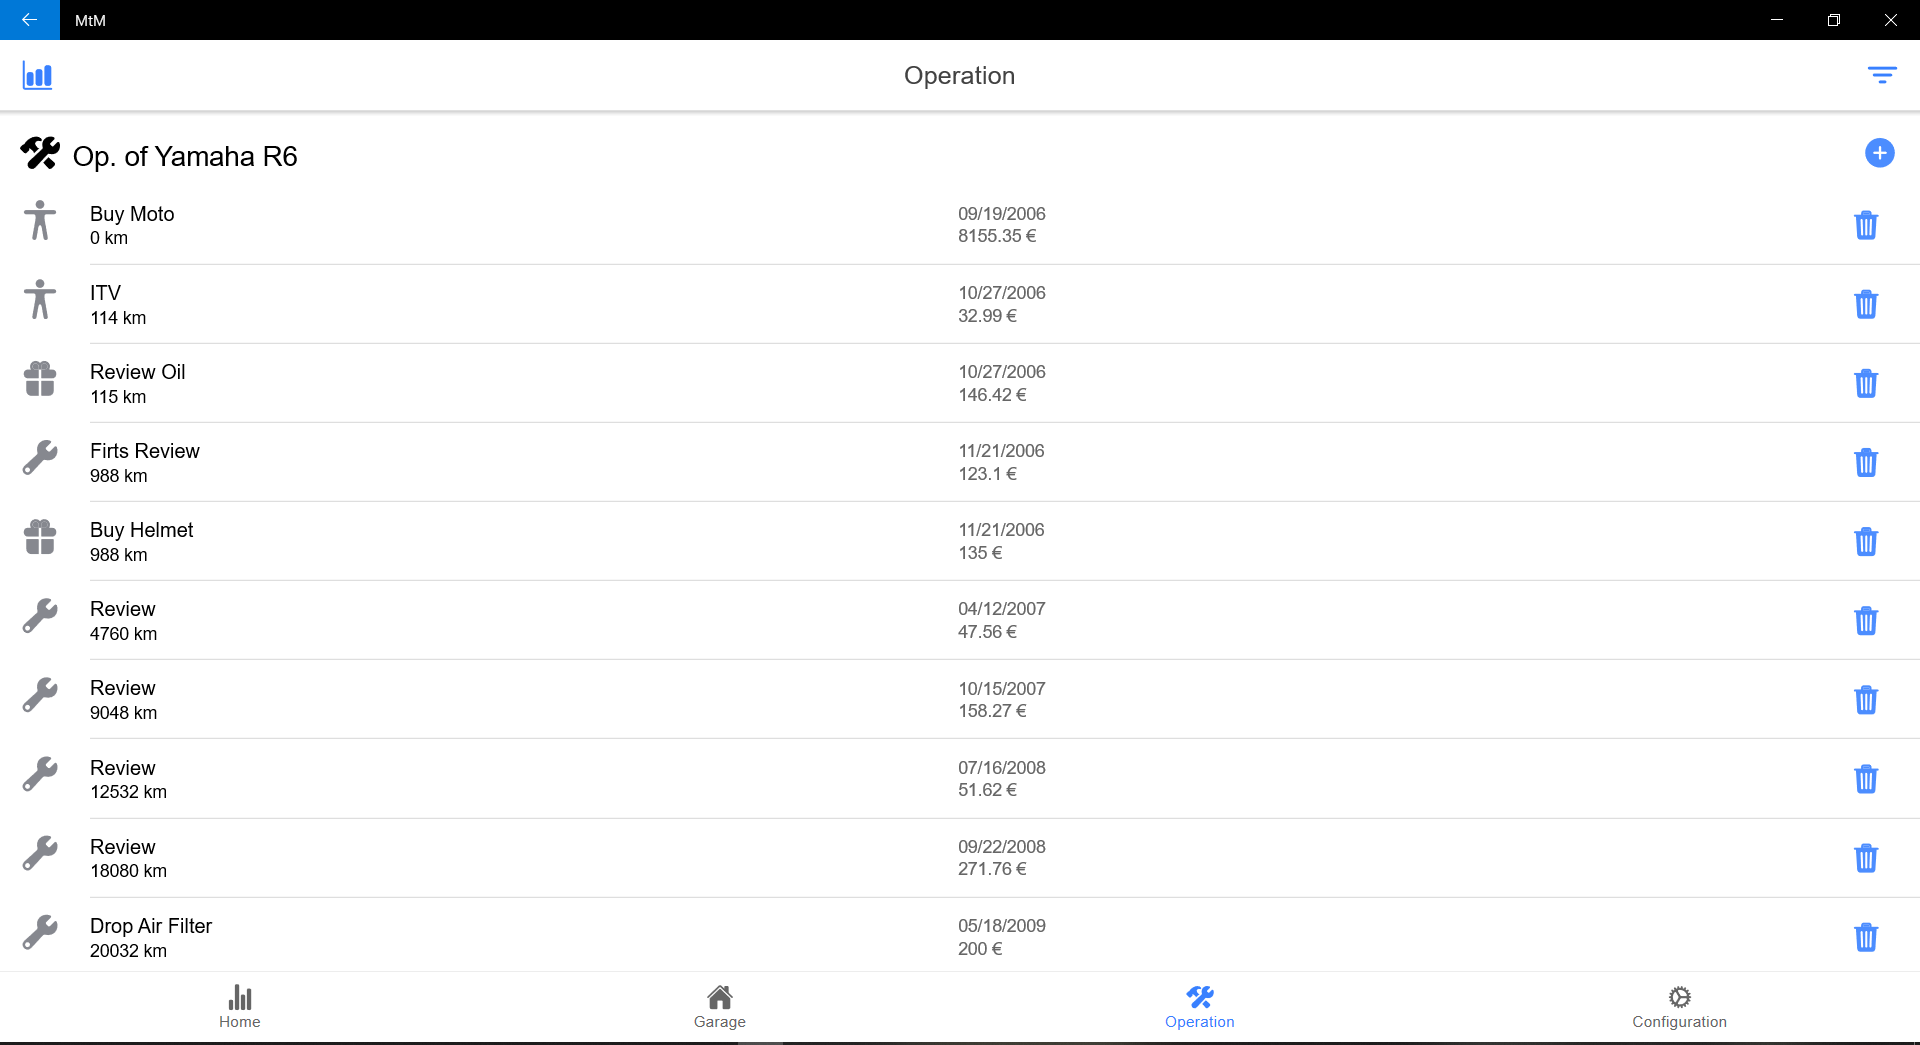 MtM
Operation
Op. of Yamaha R6
Buy Moto
0 km
09/19/2006
8155.35 €
ITV
114 km
10/27/2006
32.99 €
Review Oil
115 km
10/27/2006
146.42 €
Firts Review
988 km
11/21/2006
123.1 €
Buy Helmet
988 km
11/21/2006
135 €
Review
4760 km
04/12/2007
47.56 €
Review
9048 km
10/15/2007
158.27 €
Review
12532 km
07/16/2008
51.62 €
Review
18080 km
09/22/2008
271.76 €
Drop Air Filter
20032 km
05/18/2009
200 €
Home
Garage
Operation
Configuration